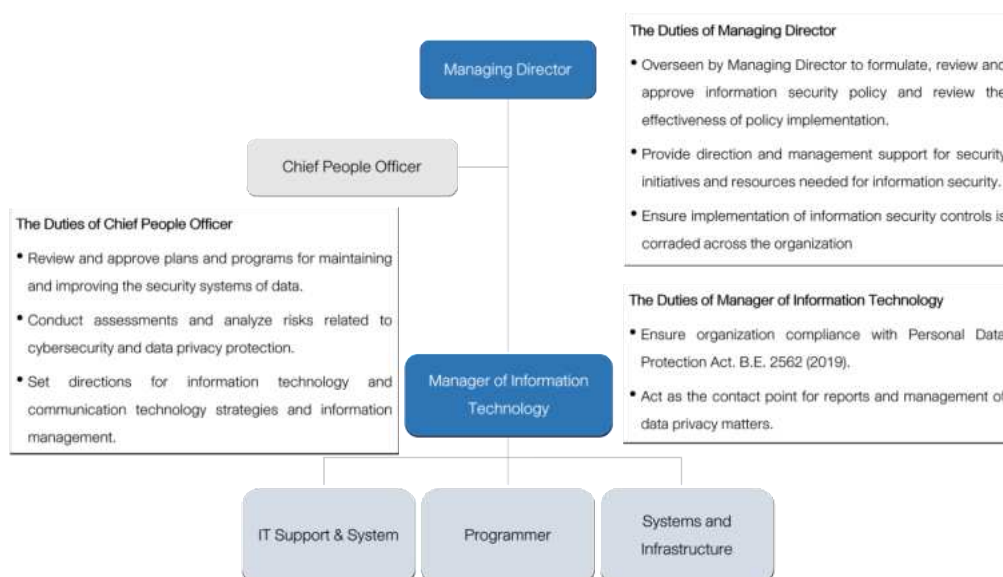 Managing Director
The Duties of Managing Director
• Overseen by Managing Director to formulate, review and
approve information security policy and review the
effectiveness of policy implementation.
• Provide direction and management support for security
initiatives and resources needed for information security.
• Ensure implementation of information security controls is
corraded across the organization
Chief People Officer
The Duties of Chief People Officer
• Review and approve plans and programs for maintaining
and improving the security systems of data.
• Conduct assessments and analyze risks related to
cybersecurity and data privacy protection.
• Set directions for information technology and
communication technology strategies and information
management.
Manager of Information
Technology
The Duties of Manager of Information Technology
• Ensure organization compliance with Personal Data
Protection Act. B.E. 2562 (2019).
• Act as the contact point for reports and management of
data privacy matters.
IT Support & System
Programmer
Systems and
Infrastructure